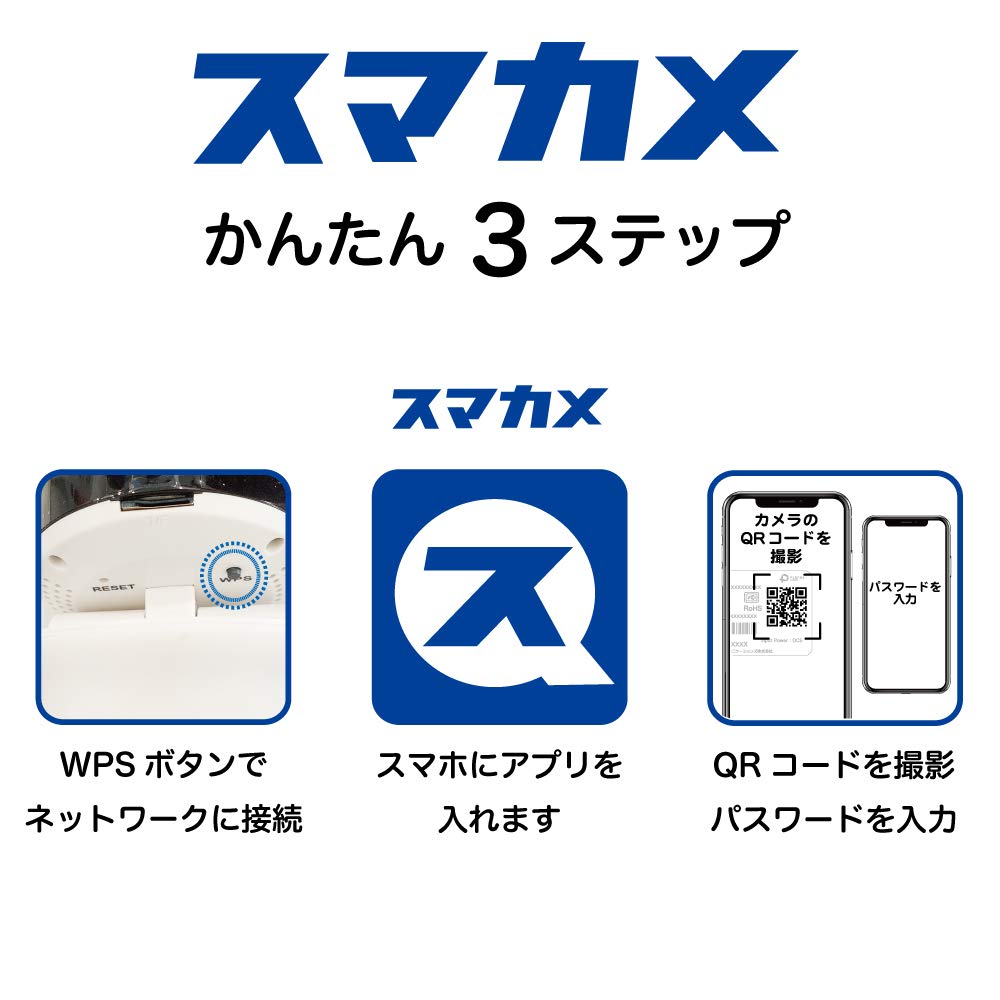 スマカメ
かんたん 3 ステップ
スマカメ
RESET
WPS
ス
カメラの
QRコードを
撮影
RoHS
パスワードを
入力
WPS ボタンで
ネットワークに接続
スマホにアプリを
入れます
QR コードを撮影
パスワードを入力